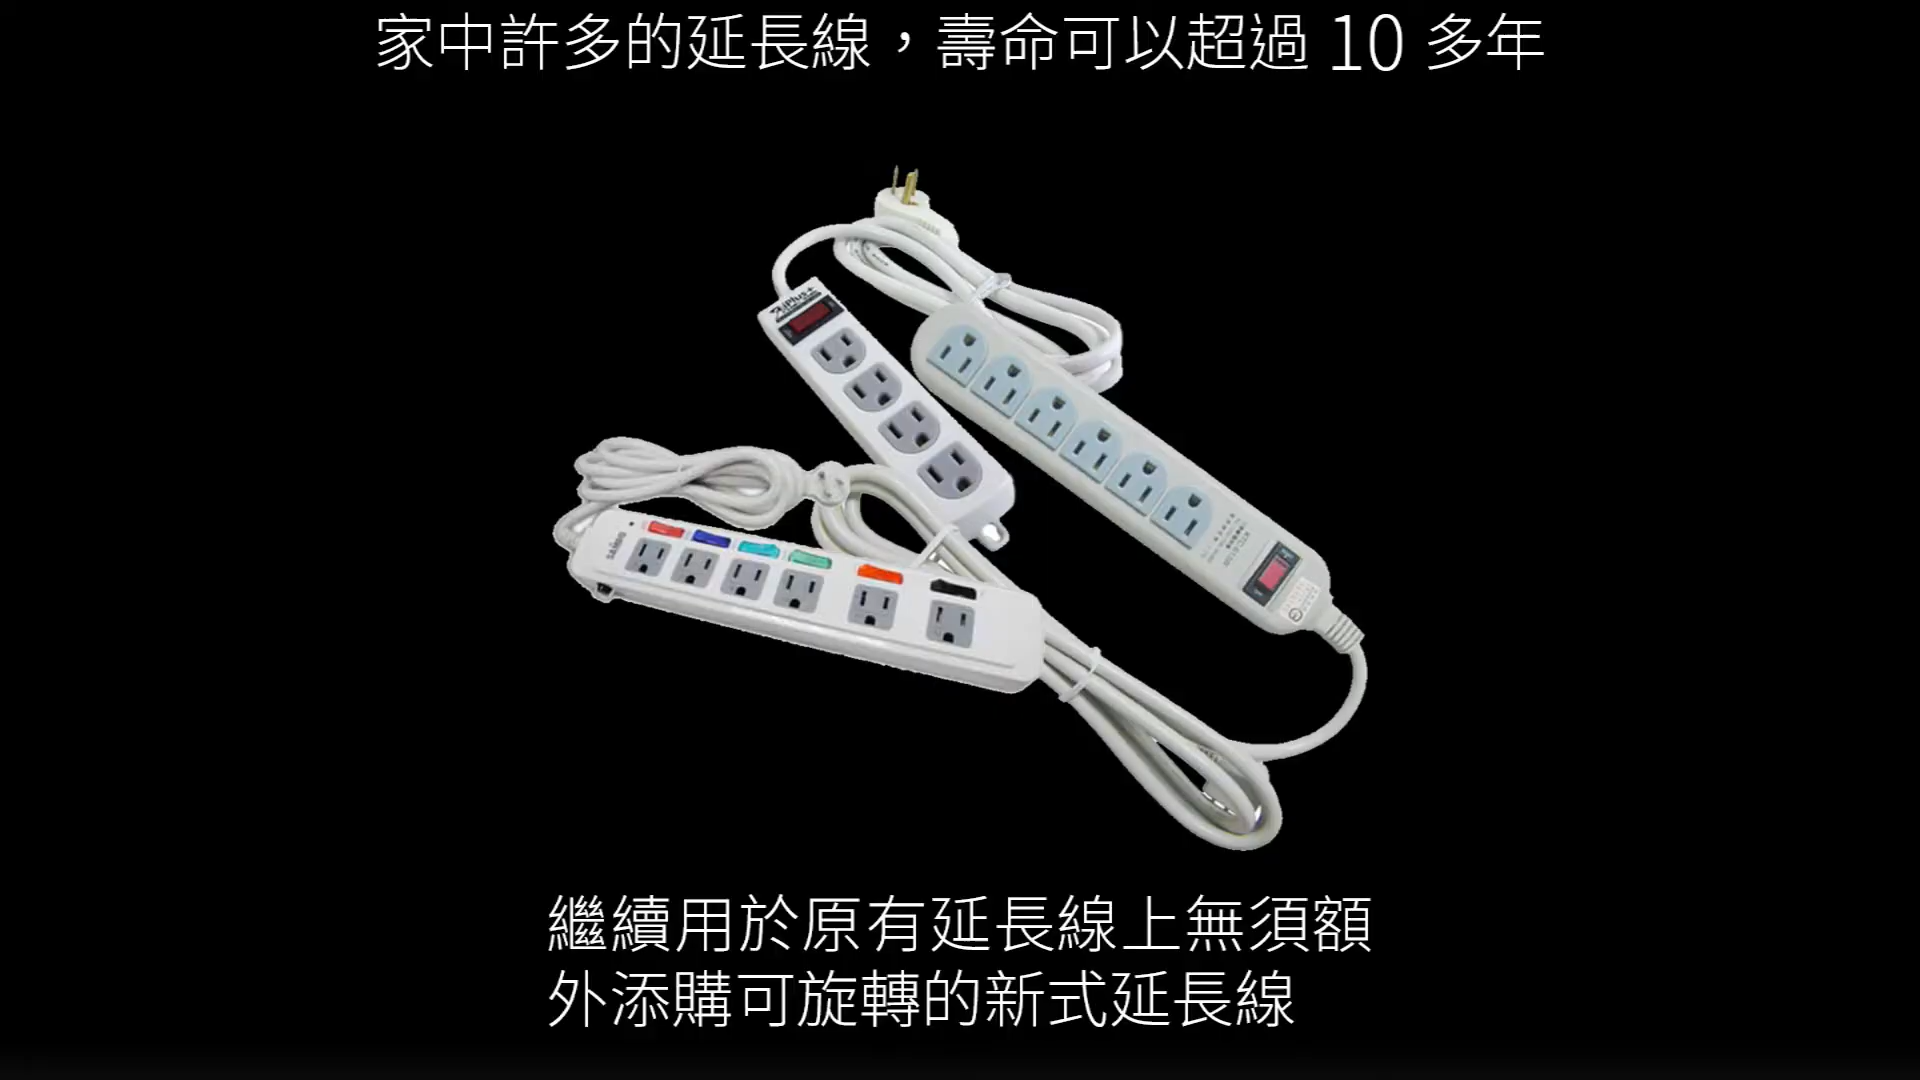 家中許多的延長線，壽命可以超過 10 多年
iPlus+
SAMPO
繼續用於原有延長線上無須額
外添購可旋轉的新式延長線